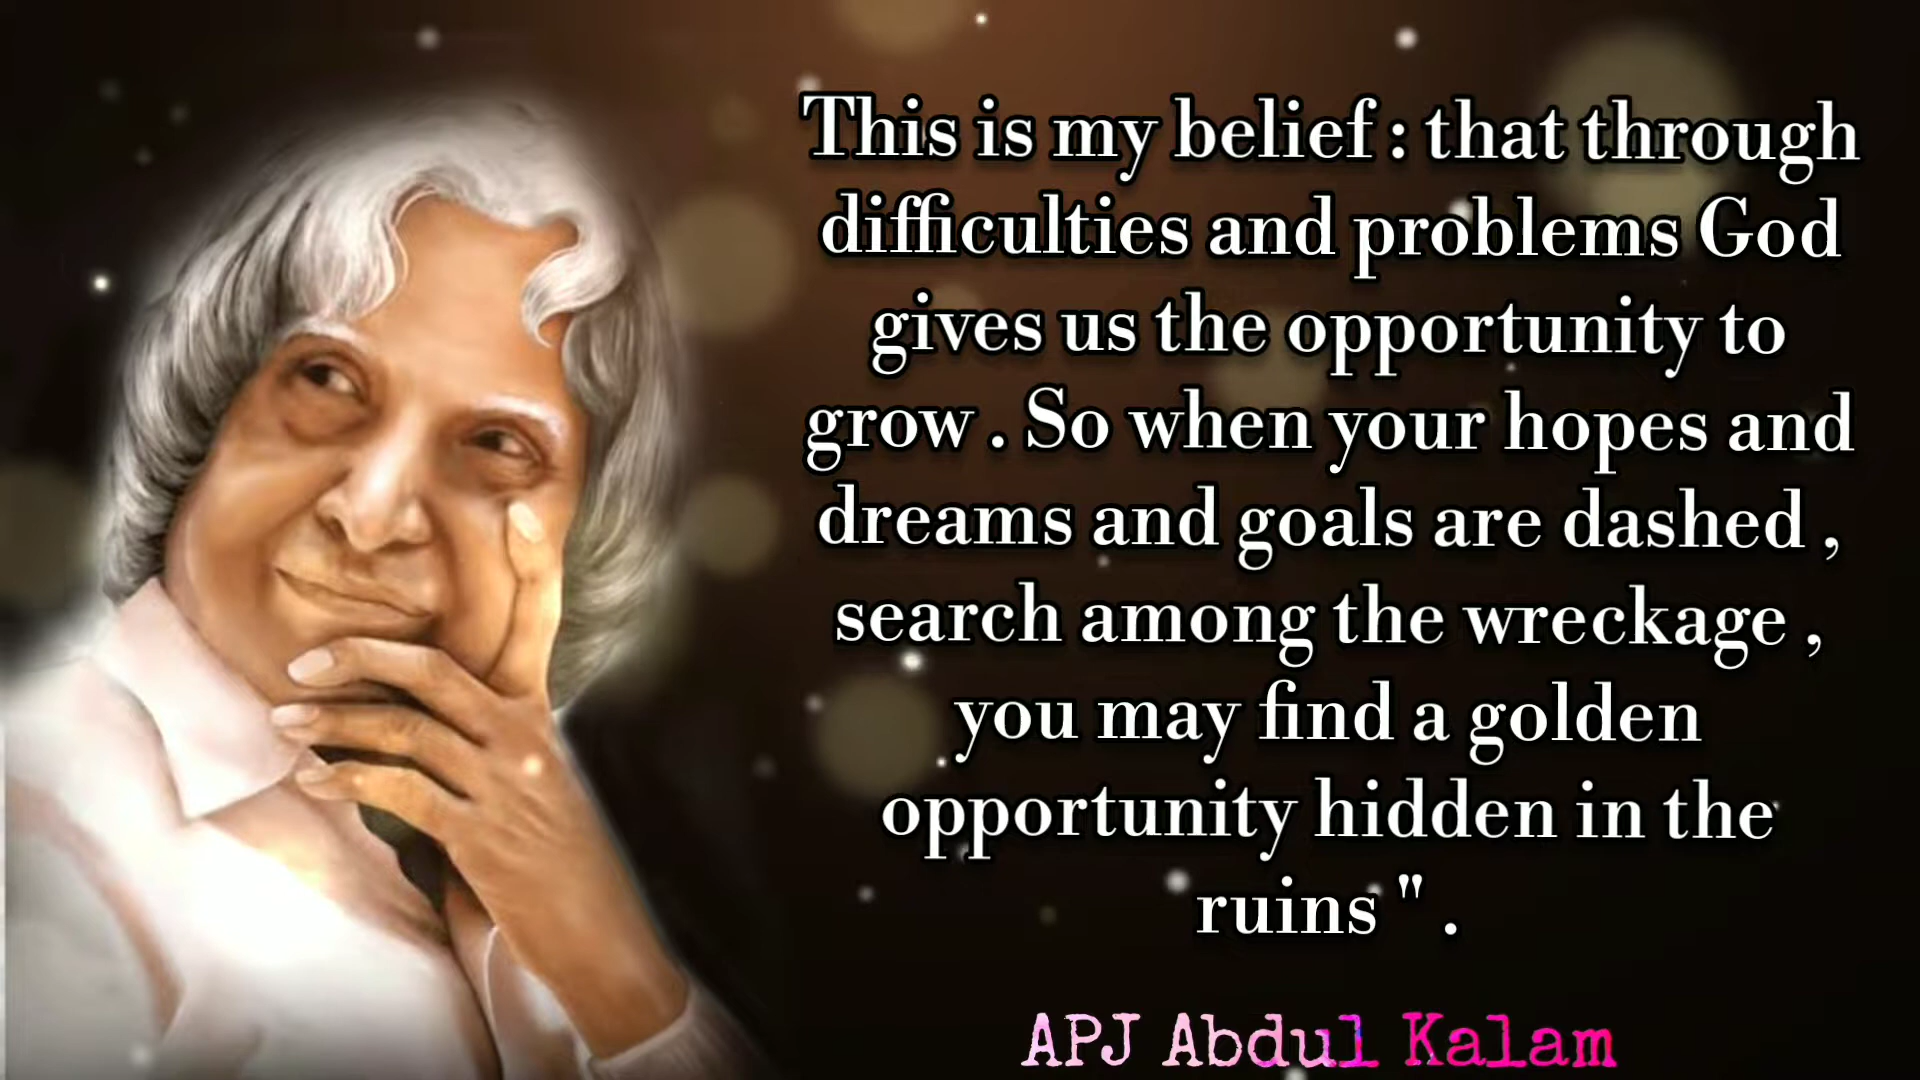 This is my belief : that through
difficulties and problems God
gives us the opportunity to
grow . So when your hopes and
dreams and goals are dashed ,
search among the wreckage ,
you may find a golden
opportunity hidden in the
ruins " .
APJ Abdul Kalam